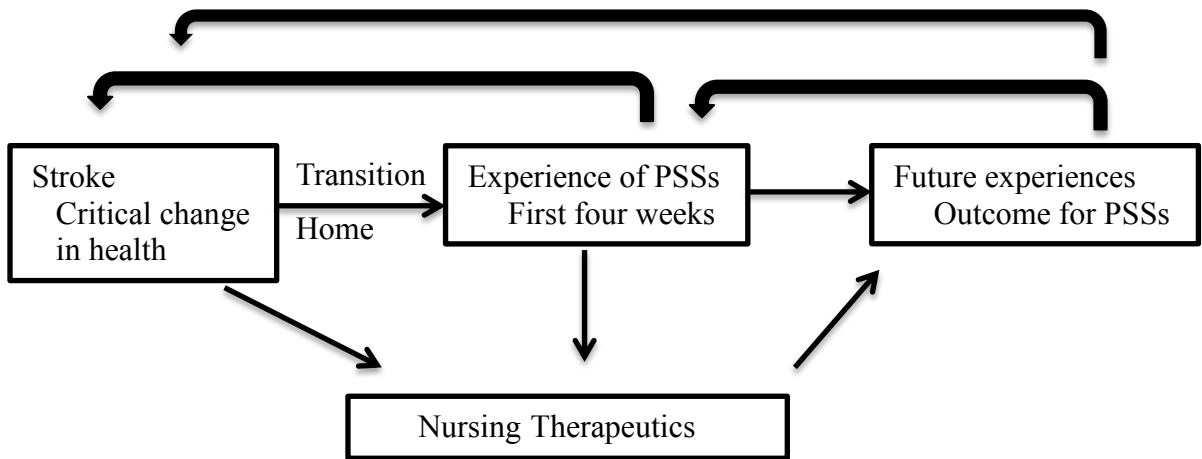 Stroke
Critical change
in health
Transition
Home
Experience of PSSs
First four weeks
Future experiences
Outcome for PSSs
Nursing Therapeutics